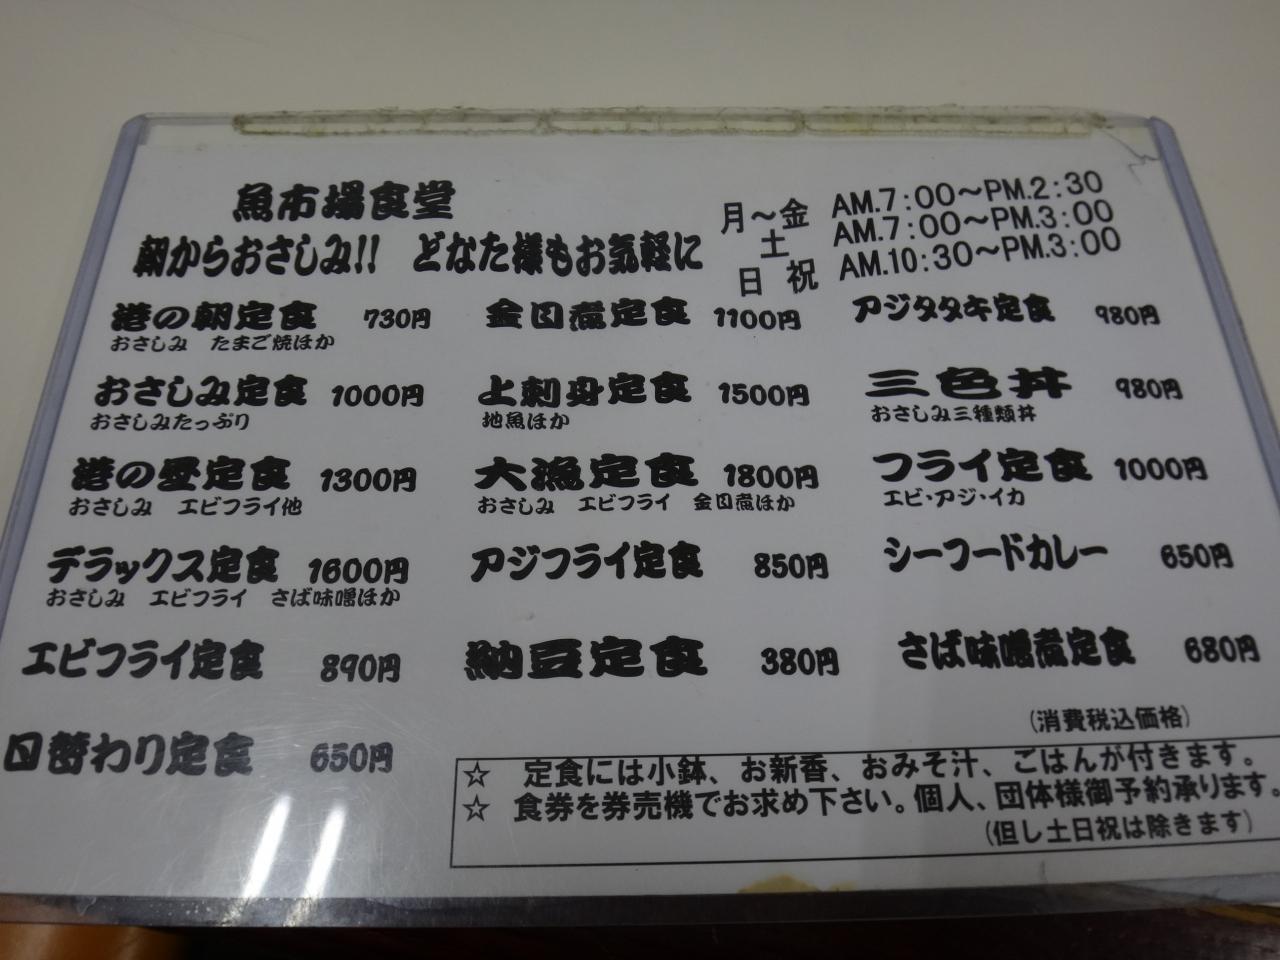 魚市場食堂
朝からおさしみ!! どなた様もお気軽に
月～金 AM.7:00～PM.2:30
土 AM.7:00～PM.3:00
日 祝 AM.10:30～PM.3:00
港の朝定食 730円
おさしみ たまご焼ほか
金目煮定食 1100円
アジタタキ定食 980円
おさしみ定食 1000円
おさしみたっぷり
上刺身定食 1500円
地魚ほか
三色丼 980円
おさしみ三種類丼
港の昼定食 1300円
おさしみ エビフライ他
大漁定食 1800円
おさしみ エビフライ 金目煮ほか
フライ定食 1000円
エビ・アジ・イカ
デラックス定食 1600円
おさしみ エビフライ さば味噌ほか
アジフライ定食 850円
シーフードカレー 650円
エビフライ定食 890円
納豆定食 380円
さば味噌煮定食 680円
日替わり定食 650円
(消費税込価格)
☆ 定食には小鉢、お新香、おみそ汁、ごはんが付きます。
☆ 食券を券売機でお求め下さい。個人、団体様御予約承ります。
(但し土日祝は除きます)